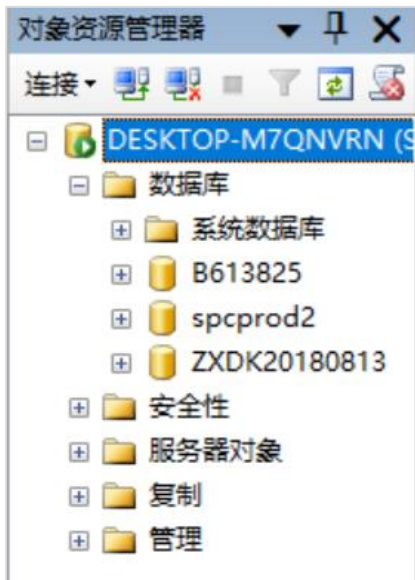 对象资源管理器
连接
DESKTOP-M7QNVRN (S
数据库
系统数据库
B613825
spcprod2
ZXDK20180813
安全性
服务器对象
复制
管理